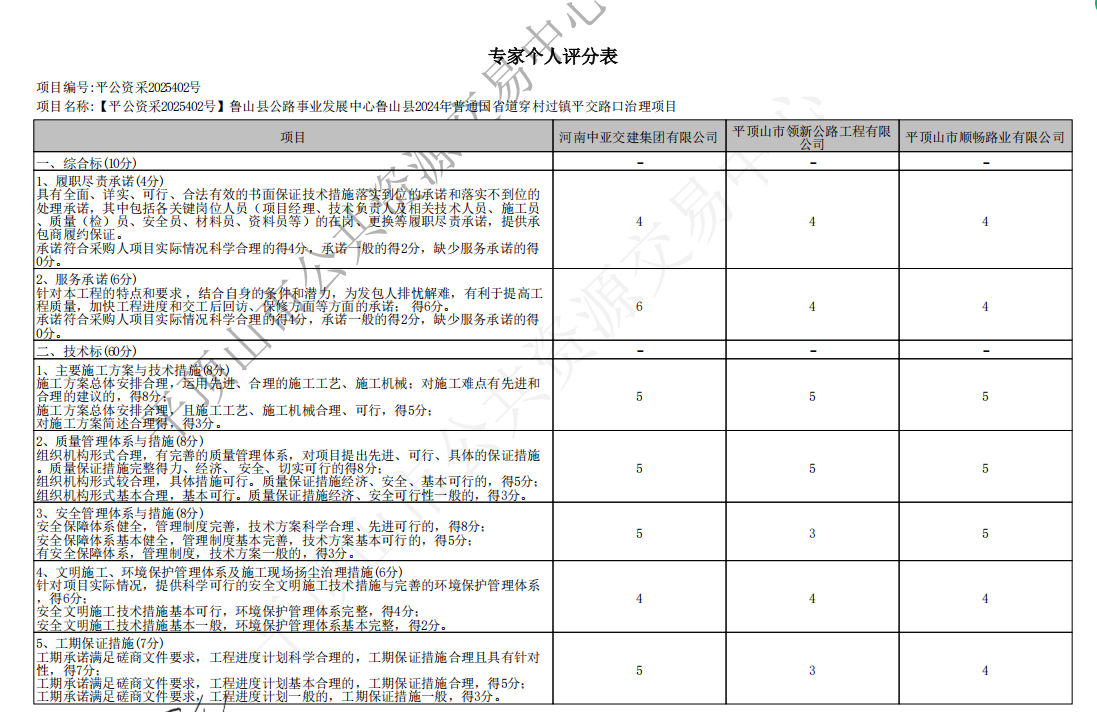 专家个人评分表
项目编号:平公资采2025402号
项目名称:【平公资采2025402号】鲁山县公路事业发展中心鲁山县2024年普通国省道穿村过镇平交路口治理项目
项目 河南中亚交建集团有限公司 平顶山市领新公路工程有限公司 平顶山市顺畅路业有限公司
一、综合标(10分) - - -
1、履职尽责承诺(4分)
具有全面、详实、可行、合法有效的书面保证技术措施落实到位的承诺和落实不到位的
处理承诺，其中包括各关键岗位人员（项目经理、技术负责人及相关技术人员、施工员
、质量（检）员、安全员、材料员、资料员等）的在岗、更换等履职尽责承诺，提供承
包商履约保证。
承诺符合采购人项目实际情况科学合理的得4分，承诺一般的得2分，缺少服务承诺的得
0分。
4 4 4
2、服务承诺(6分)
针对本工程的特点和要求，结合自身的条件和潜力，为发包人排忧解难，有利于提高工
程质量，加快工程进度和交工后回访、保修方面等方面的承诺； 得6分。
承诺符合采购人项目实际情况科学合理的得4分，承诺一般的得2分，缺少服务承诺的得
0分。
6 4 4
二、技术标(60分) - - -
1、主要施工方案与技术措施(8分)
施工方案总体安排合理，运用先进、合理的施工工艺、施工机械；对施工难点有先进和
合理的建议的，得8分；
施工方案总体安排合理，且施工工艺、施工机械合理、可行，得5分；
对施工方案简述合理得，得3分。
5 5 5
2、质量管理体系与措施(8分)
组织机构形式合理，有完善的质量管理体系，对项目提出先进、可行、具体的保证措施
。质量保证措施完整得力、经济、 安全、切实可行的得8分；
组织机构形式较合理，具体措施可行。质量保证措施经济、安全、基本可行的，得5分；
组织机构形式基本合理，基本可行。质量保证措施经济、安全可行性一般的，得3分。
5 5 5
3、安全管理体系与措施(8分)
安全保障体系健全，管理制度完善，技术方案科学合理、先进可行的，得8分；
安全保障体系基本健全，管理制度基本完善，技术方案基本可行的，得5分；
有安全保障体系，管理制度，技术方案一般的，得3分。
5 3 5
4、文明施工、环境保护管理体系及施工现场扬尘治理措施(6分)
针对项目实际情况，提供科学可行的安全文明施工技术措施与完善的环境保护管理体系
，得6分；
安全文明施工技术措施基本可行，环境保护管理体系完整，得4分；
安全文明施工技术措施基本一般，环境保护管理体系基本完整，得2分。
4 4 4
5、工期保证措施(7分)
工期承诺满足磋商文件要求，工程进度计划科学合理的，工期保证措施合理且具有针对
性，得7分；
工期承诺满足磋商文件要求，工程进度计划基本合理的，工期保证措施合理，得5分；
工期承诺满足磋商文件要求，工程进度计划一般的，工期保证措施一般，得3分。
5 3 4
平顶山市公共资源交易中心
平顶山市公共资源交易中心